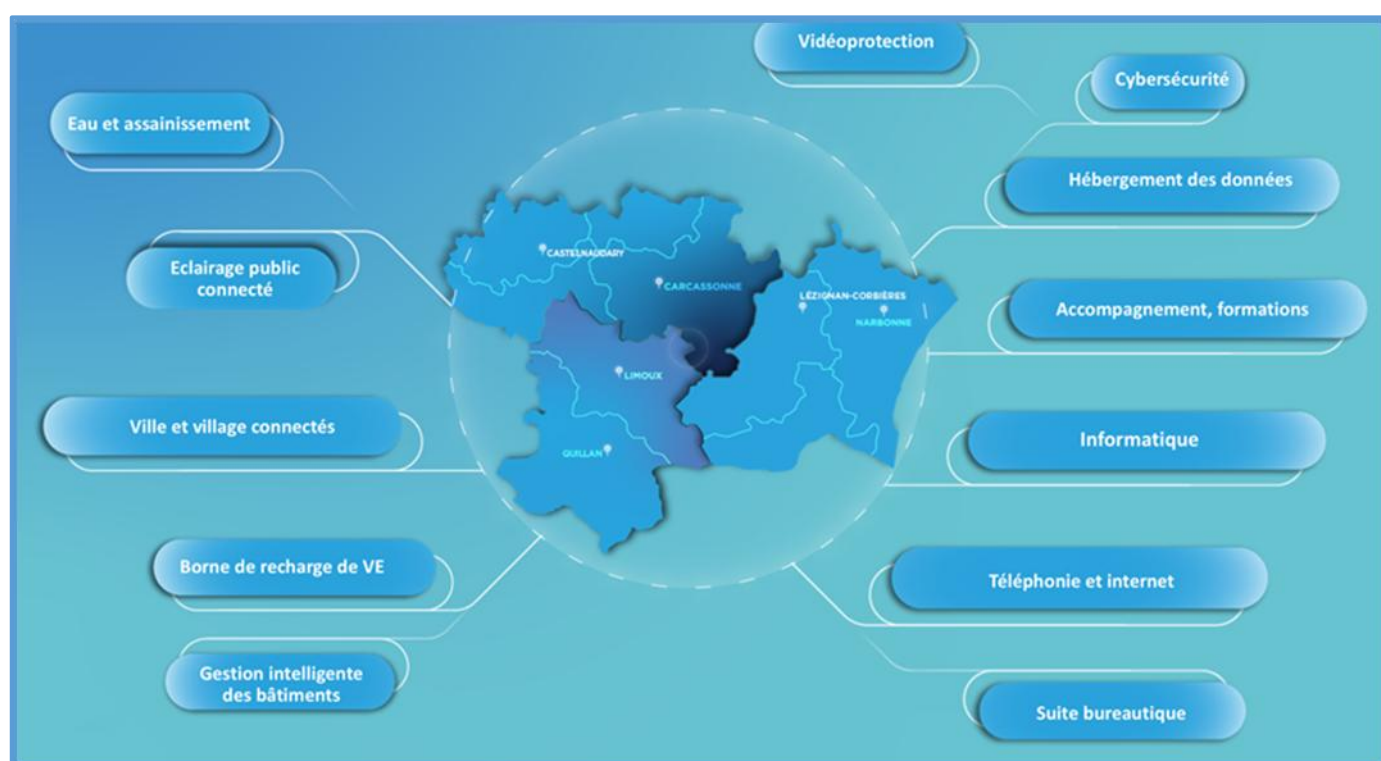 Vidéoprotection
Cybersécurité
Eau et assainissement
Hébergement des données
Eclairage public
connecté
CASTELNAUDARY
CARCASSONNE
LÉZIGNAN-CORBIÈRES
NARBONNE
Accompagnement, formations
LIMOUX
Ville et village connectés
Informatique
QUILLAN
Borne de recharge de VE
Téléphonie et internet
Gestion intelligente
des bâtiments
Suite bureautique